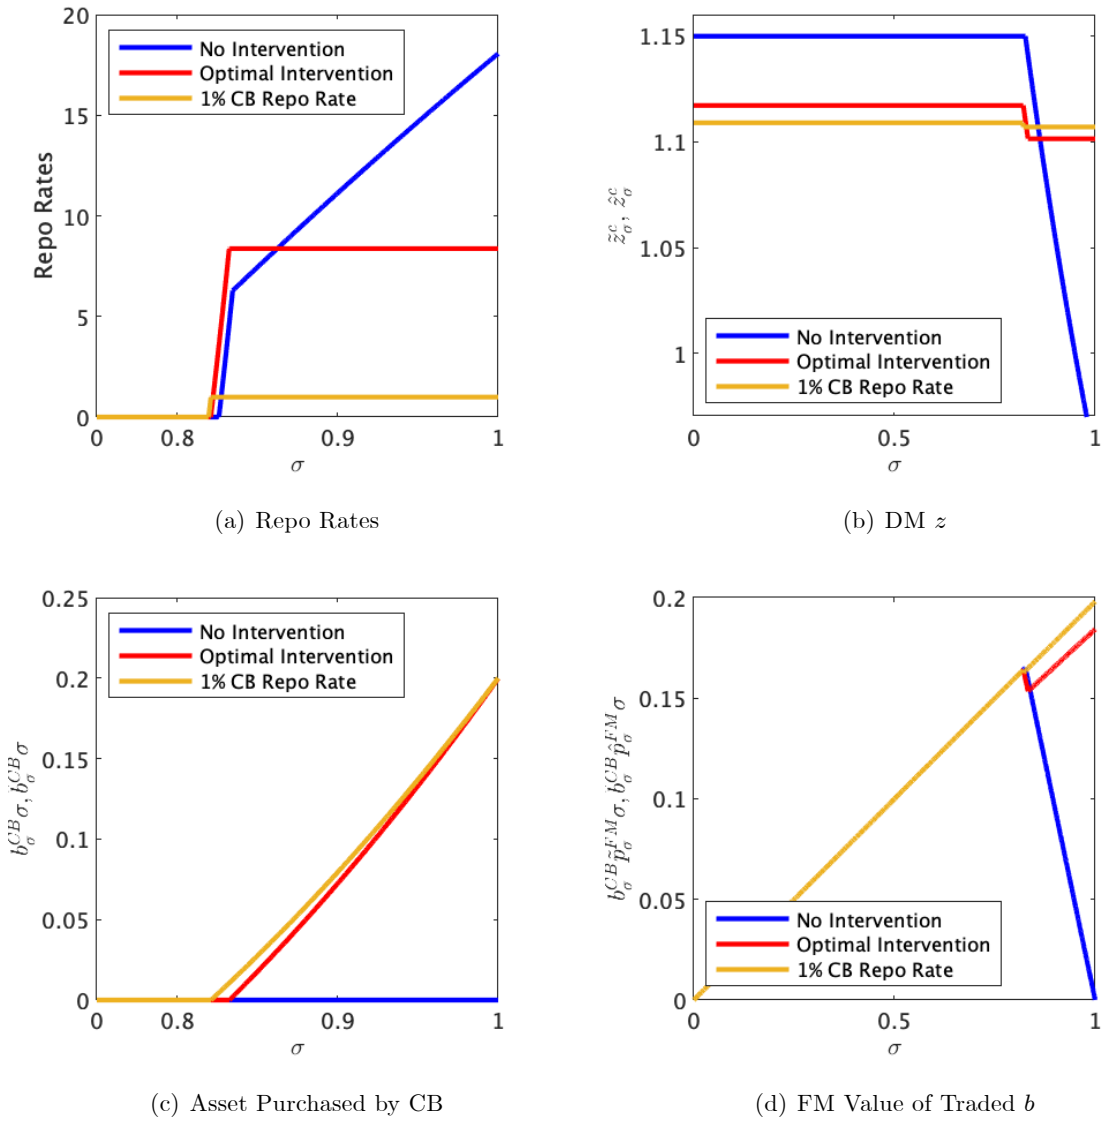 20
15
10
5
0
0
0.8
0.9
1
Repo Rates
σ
No Intervention
Optimal Intervention
1% CB Repo Rate
(a) Repo Rates
1.15
1.1
1.05
1
0
0.5
1
z̃^c_σ, ẑ^c_σ
σ
No Intervention
Optimal Intervention
1% CB Repo Rate
(b) DM z
0.25
0.2
0.15
0.1
0.05
0
0
0.8
0.9
1
σ
No Intervention
Optimal Intervention
1% CB Repo Rate
(c) Asset Purchased by CB
0.2
0.15
0.1
0.05
0
0
0.5
1
σ
No Intervention
Optimal Intervention
1% CB Repo Rate
(d) FM Value of Traded b